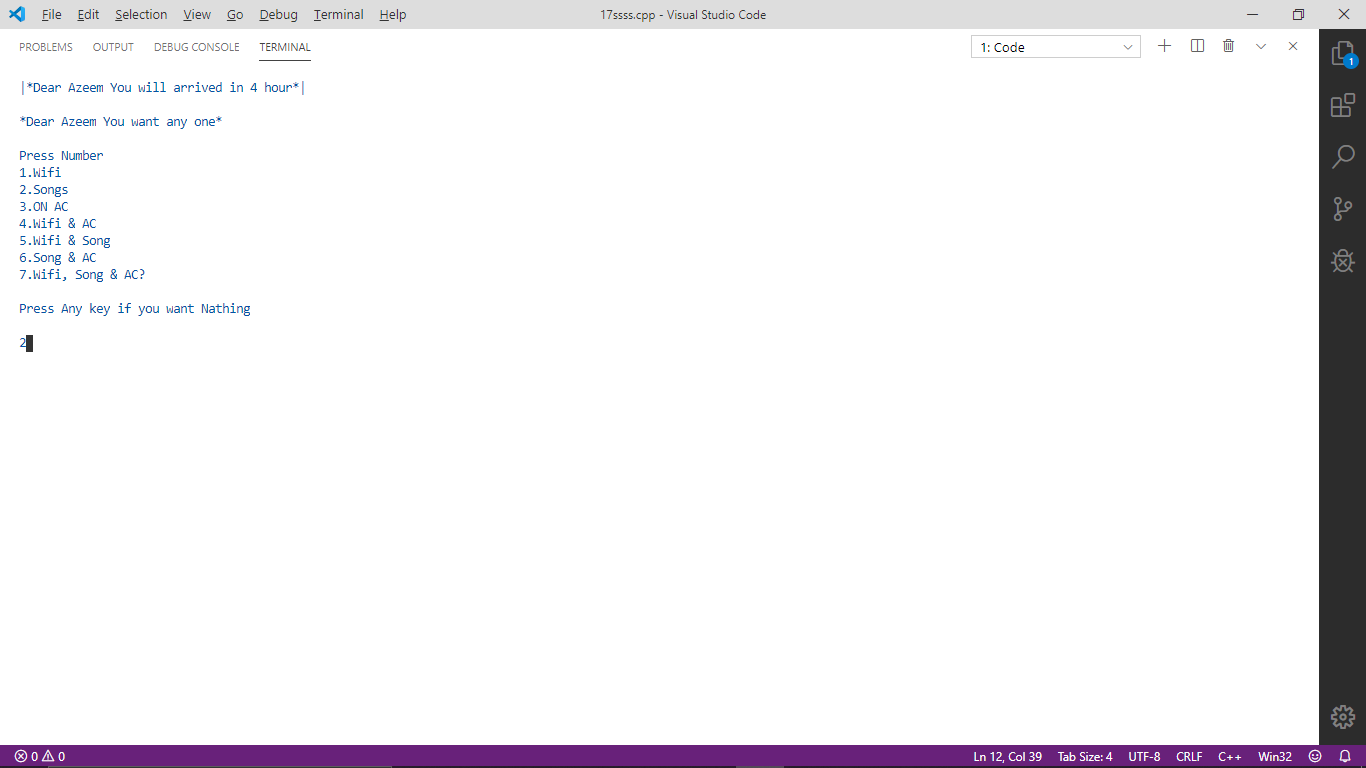 File Edit Selection View Go Debug Terminal Help 17ssss.cpp - Visual Studio Code
PROBLEMS OUTPUT DEBUG CONSOLE TERMINAL 1: Code
|*Dear Azeem You will arrived in 4 hour*|
*Dear Azeem You want any one*
Press Number
1.Wifi
2.Songs
3.ON AC
4.Wifi & AC
5.Wifi & Song
6.Song & AC
7.Wifi, Song & AC?
Press Any key if you want Nathing
2
1
0 0 Ln 12, Col 39 Tab Size: 4 UTF-8 CRLF C++ Win32